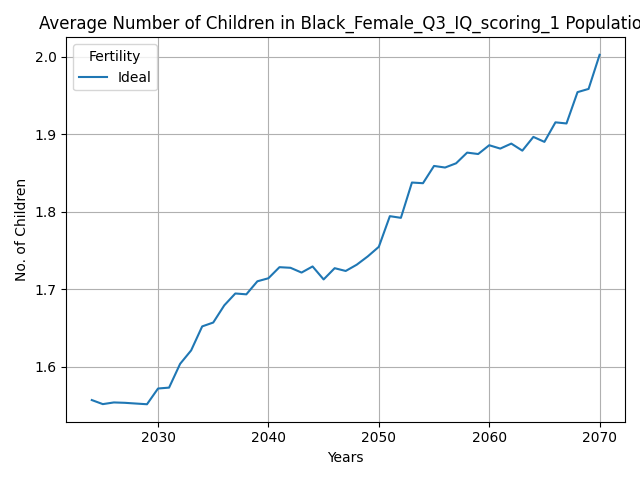 Average Number of Children in Black_Female_Q3_IQ_scoring_1 Populatio
Fertility
Ideal
No. of Children
2.0
1.9
1.8
1.7
1.6
2030 2040 2050 2060 2070
Years